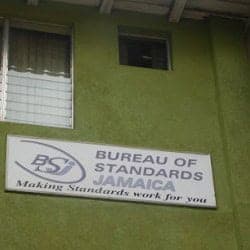 BSJ
BUREAU OF
STANDARDS
JAMAICA
Making Standards work for you